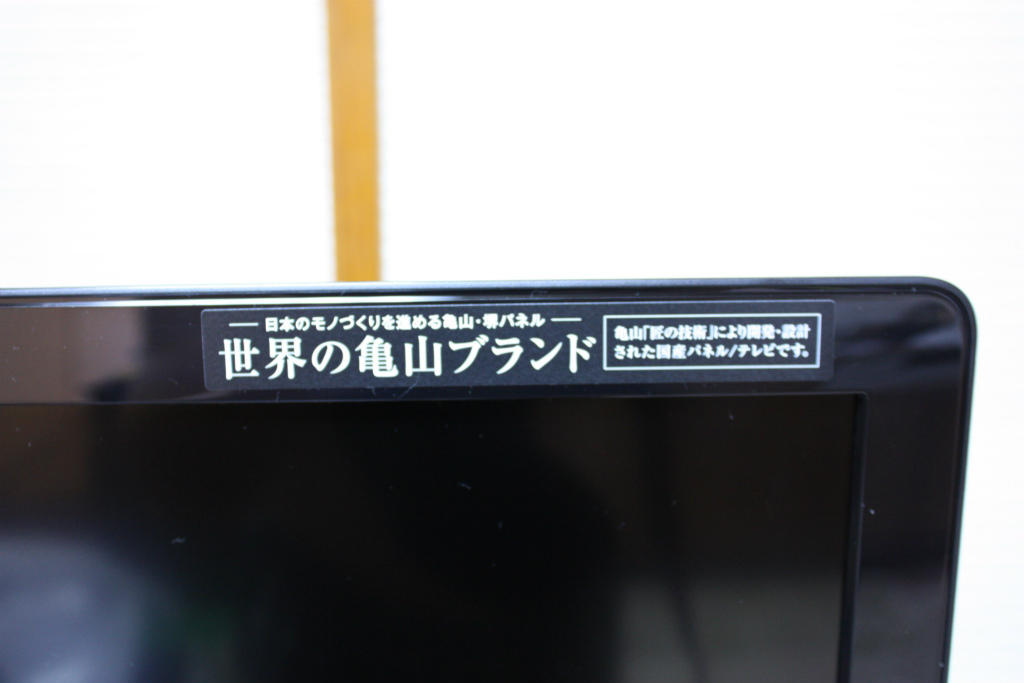 日本のモノづくりを進める亀山・堺パネル
世界の亀山ブランド
亀山「匠の技術」により開発・設計
された国産パネル/テレビです。